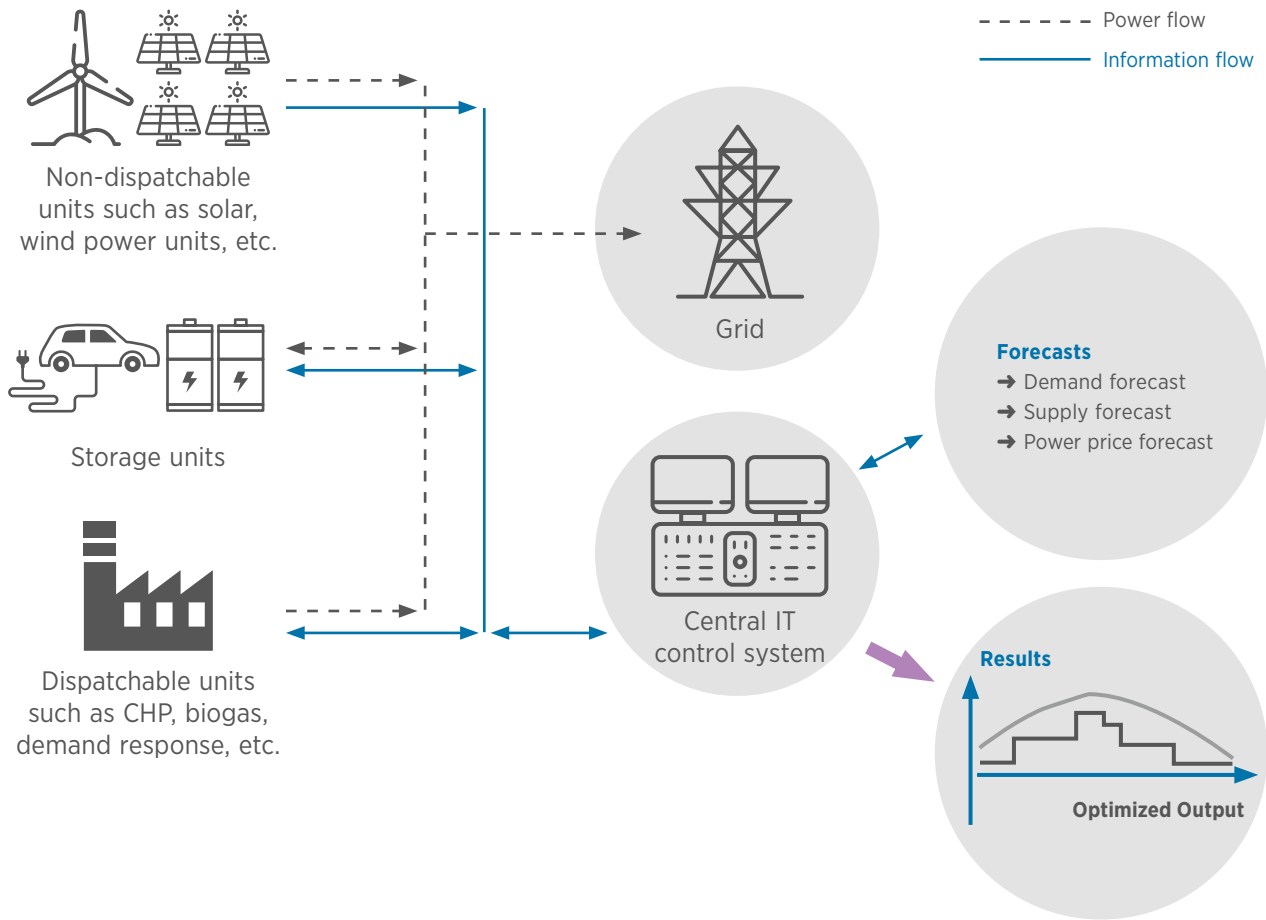 Power flow
Information flow
Non-dispatchable
units such as solar,
wind power units, etc.
Grid
Storage units
Forecasts
➔ Demand forecast
➔ Supply forecast
➔ Power price forecast
Central IT
control system
Dispatchable units
such as CHP, biogas,
demand response, etc.
Results
Optimized Output